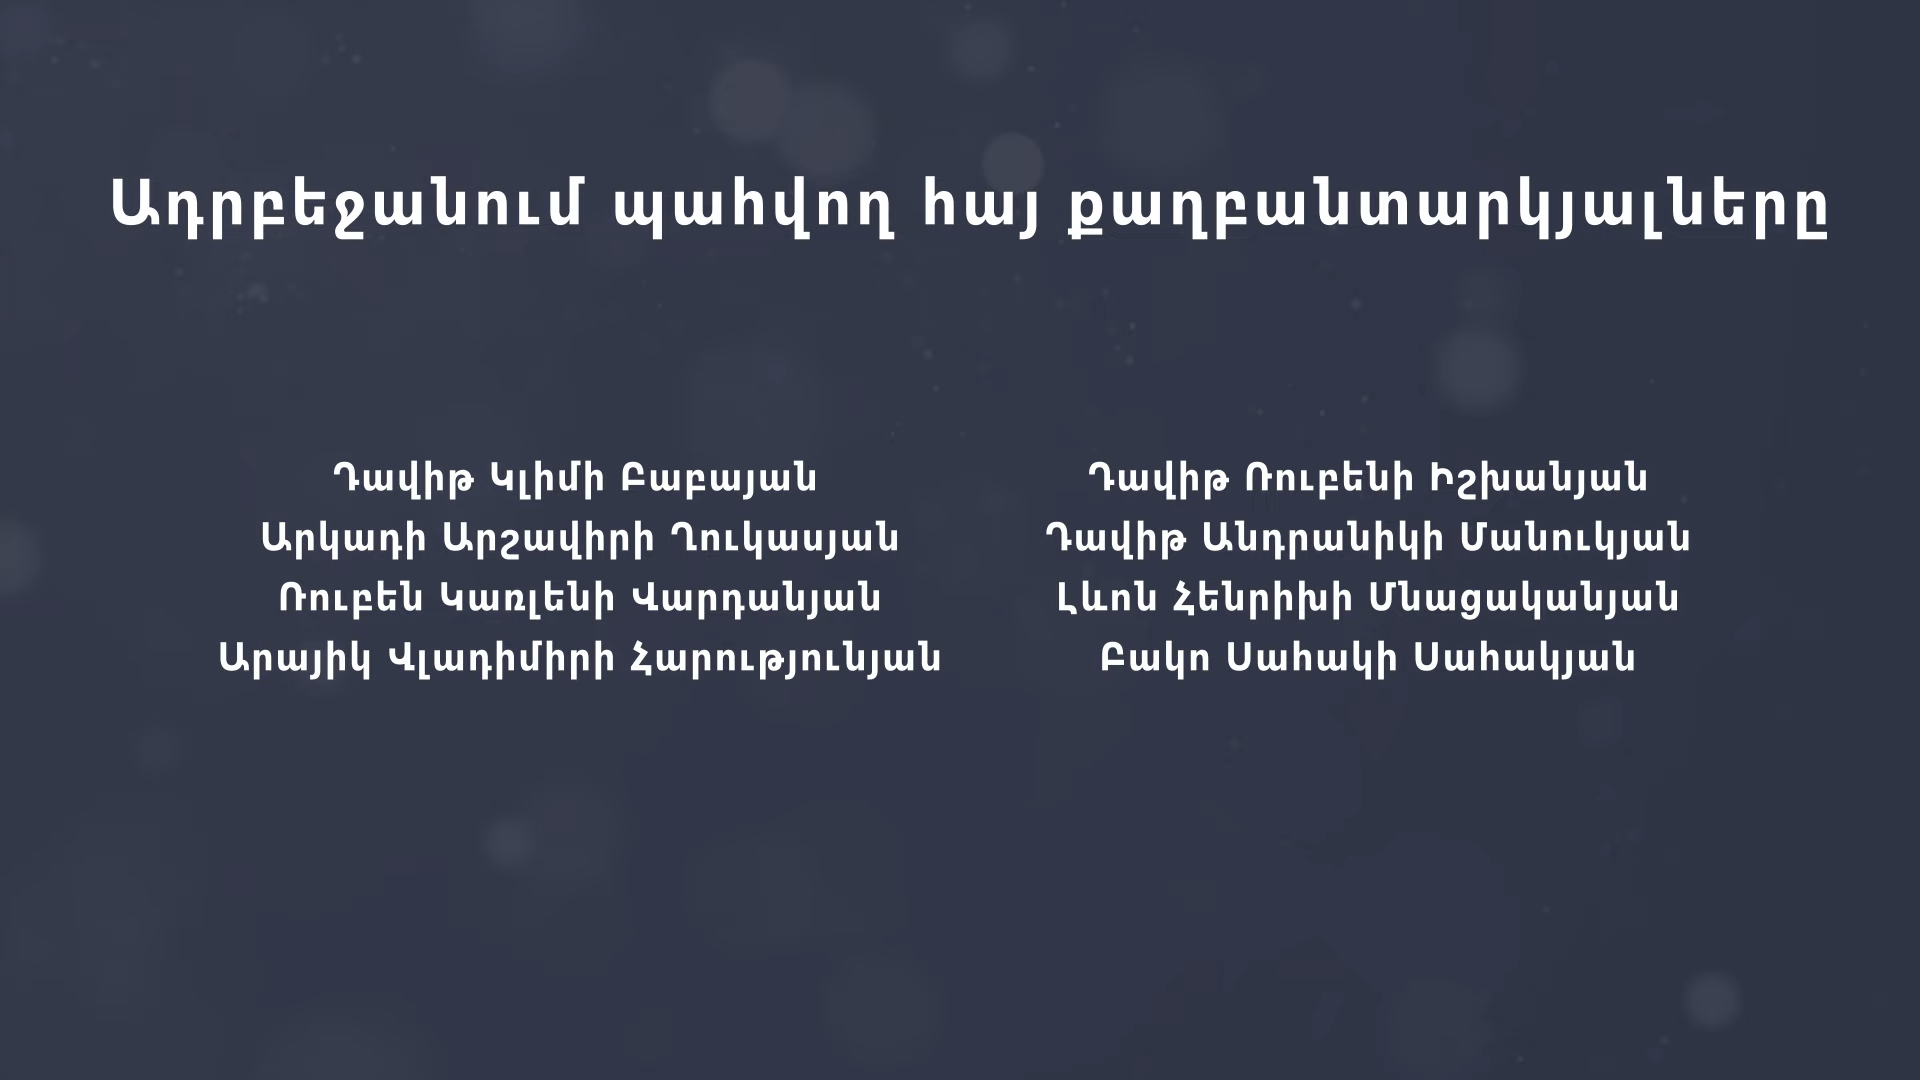 Ադրբեջանում պահվող հայ քաղբանտարկյալները
Դավիթ Կլիմի Բաբայան
Արկադի Արշավիրի Ղուկասյան
Ռուբեն Կառլենի Վարդանյան
Արայիկ Վլադիմիրի Հարությունյան
Դավիթ Ռուբենի Իշխանյան
Դավիթ Անդրանիկի Մանուկյան
Լևոն Հենրիխի Մնացականյան
Բակո Սահակի Սահակյան